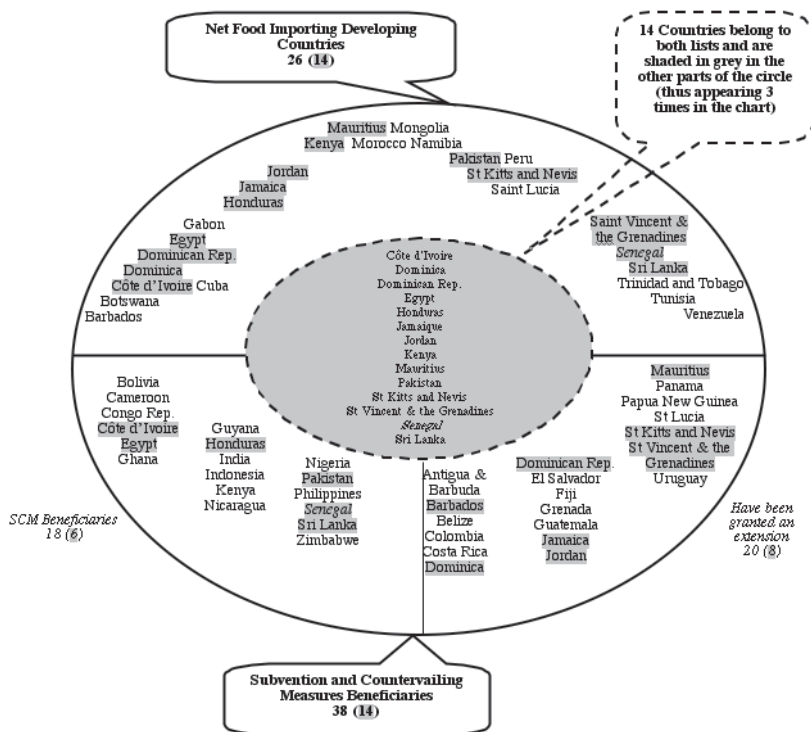 Net Food Importing Developing
Countries
26 (14)
14 Countries belong to
both lists and are
shaded in grey in the
other parts of the circle
(thus appearing 3
times in the chart)
Mauritius Mongolia
Kenya Morocco Namibia
Pakistan Peru
St Kitts and Nevis
Saint Lucia
Jordan
Jamaica
Honduras
Gabon
Egypt
Dominican Rep.
Dominica
Côte d'Ivoire Cuba
Botswana
Barbados
Saint Vincent &
the Grenadines
Senegal
Sri Lanka
Trinidad and Tobago
Tunisia
Venezuela
Côte d'Ivoire
Dominica
Dominican Rep.
Egypt
Honduras
Jamaique
Jordan
Kenya
Mauritius
Pakistan
St Kitts and Nevis
St Vincent & the Grenadines
Senegal
Sri Lanka
Bolivia
Cameroon
Congo Rep.
Côte d'Ivoire
Egypt
Ghana
Guyana
Honduras
India
Indonesia
Kenya
Nicaragua
Nigeria
Pakistan
Philippines
Senegal
Sri Lanka
Zimbabwe
Antigua &
Barbuda
Barbados
Belize
Colombia
Costa Rica
Dominica
Dominican Rep.
El Salvador
Fiji
Grenada
Guatemala
Jamaica
Jordan
Mauritius
Panama
Papua New Guinea
St Lucia
St Kitts and Nevis
St Vincent & the
Grenadines
Uruguay
SCM Beneficiaries
18 (6)
Have been
granted an
extension
20 (8)
Subvention and Countervailing
Measures Beneficiaries
38 (14)